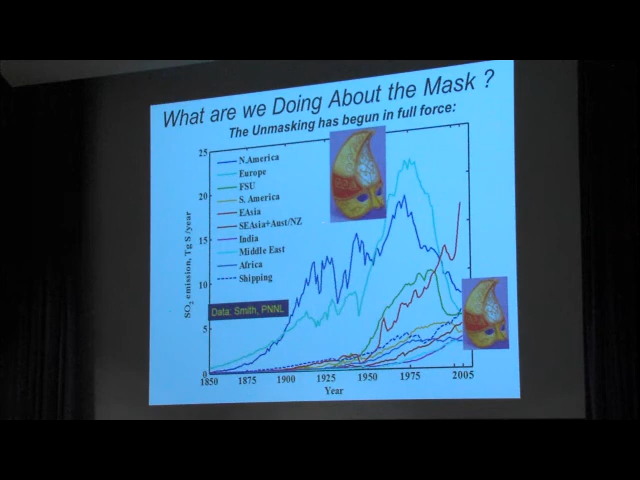 What are we Doing About the Mask ?
The Unmasking has begun in full force:
25
20
15
10
5
0
SO2 emission, Tg S /year
N.America
Europe
FSU
S. America
EAsia
SEAsia+Aust/NZ
India
Middle East
Africa
Shipping
Data: Smith, PNNL
1850 1875 1900 1925 1950 1975 2005
Year